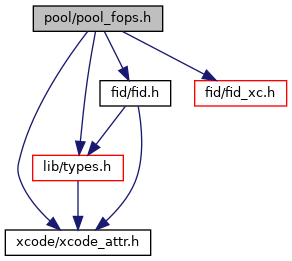 pool/pool_fops.h
fid/fid.h
fid/fid_xc.h
lib/types.h
xcode/xcode_attr.h